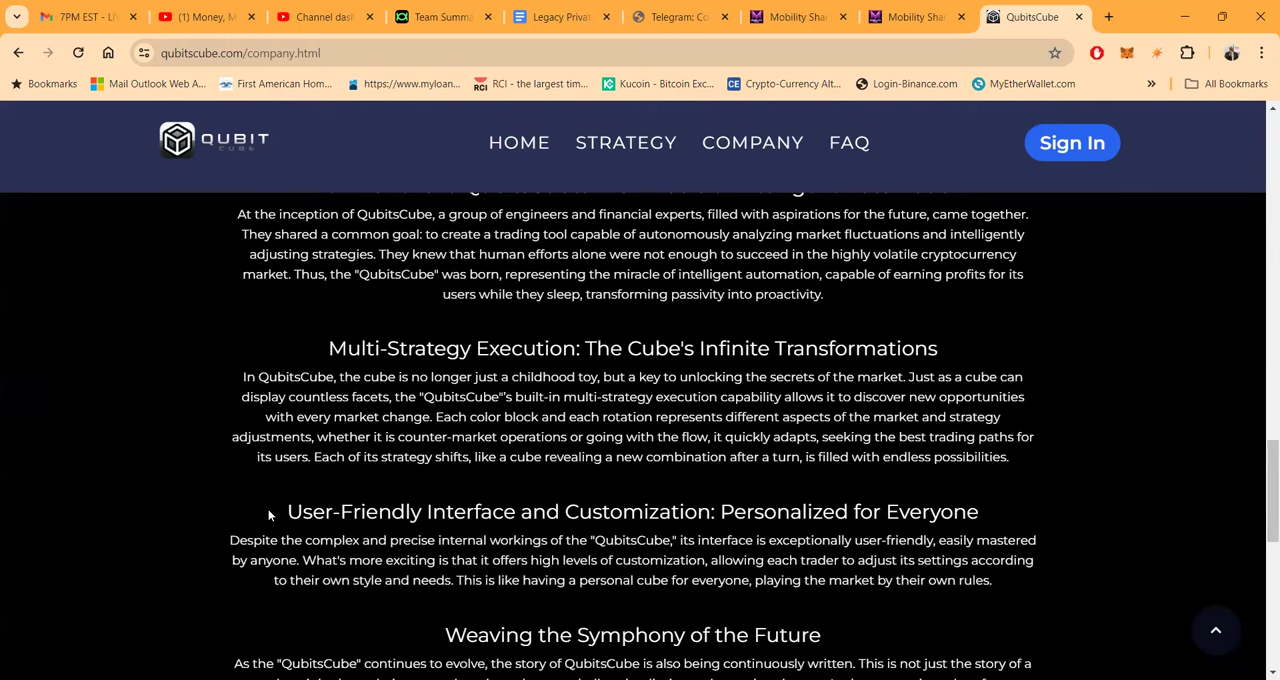 7PM EST - LI
(1) Money, M
Channel das
Team Summa
Legacy Privat
Telegram: Co
Mobility Sha
Mobility Sha
QubitsCube
qubitscube.com/company.html
Bookmarks
Mail Outlook Web A...
First American Hom...
https://www.myloan...
RCI - the largest tim...
Kucoin - Bitcoin Exc...
Crypto-Currency Alt...
Login-Binance.com
MyEtherWallet.com
All Bookmarks
QUBIT
CUBE
HOME
STRATEGY
COMPANY
FAQ
Sign In
At the inception of QubitsCube, a group of engineers and financial experts, filled with aspirations for the future, came together.
They shared a common goal: to create a trading tool capable of autonomously analyzing market fluctuations and intelligently
adjusting strategies. They knew that human efforts alone were not enough to succeed in the highly volatile cryptocurrency
market. Thus, the "QubitsCube" was born, representing the miracle of intelligent automation, capable of earning profits for its
users while they sleep, transforming passivity into proactivity.
Multi-Strategy Execution: The Cube's Infinite Transformations
In QubitsCube, the cube is no longer just a childhood toy, but a key to unlocking the secrets of the market. Just as a cube can
display countless facets, the "QubitsCube"'s built-in multi-strategy execution capability allows it to discover new opportunities
with every market change. Each color block and each rotation represents different aspects of the market and strategy
adjustments, whether it is counter-market operations or going with the flow, it quickly adapts, seeking the best trading paths for
its users. Each of its strategy shifts, like a cube revealing a new combination after a turn, is filled with endless possibilities.
User-Friendly Interface and Customization: Personalized for Everyone
Despite the complex and precise internal workings of the "QubitsCube," its interface is exceptionally user-friendly, easily mastered
by anyone. What's more exciting is that it offers high levels of customization, allowing each trader to adjust its settings according
to their own style and needs. This is like having a personal cube for everyone, playing the market by their own rules.
Weaving the Symphony of the Future
As the "QubitsCube" continues to evolve, the story of QubitsCube is also being continuously written. This is not just the story of a